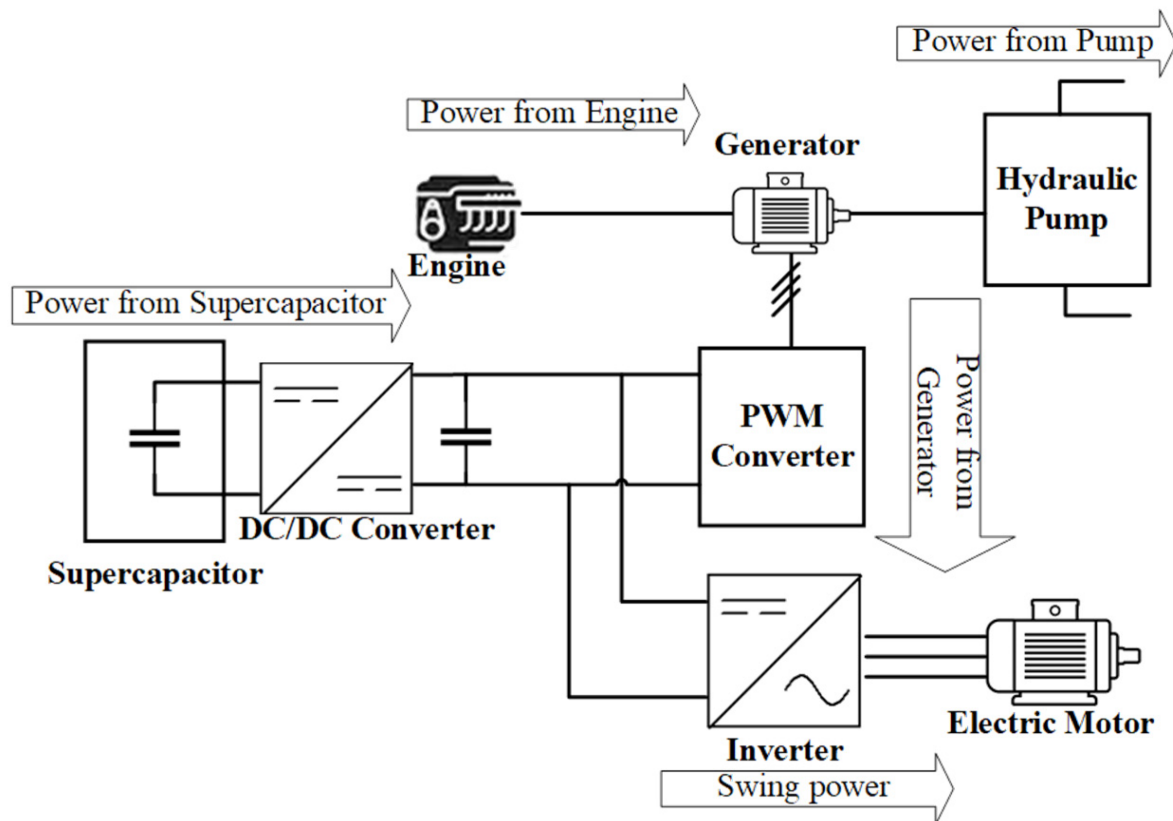 Power from Pump
Power from Engine
Generator
Hydraulic
Pump
Engine
Power from Supercapacitor
Power from
Generator
PWM
Converter
DC/DC Converter
Supercapacitor
Electric Motor
Inverter
Swing power